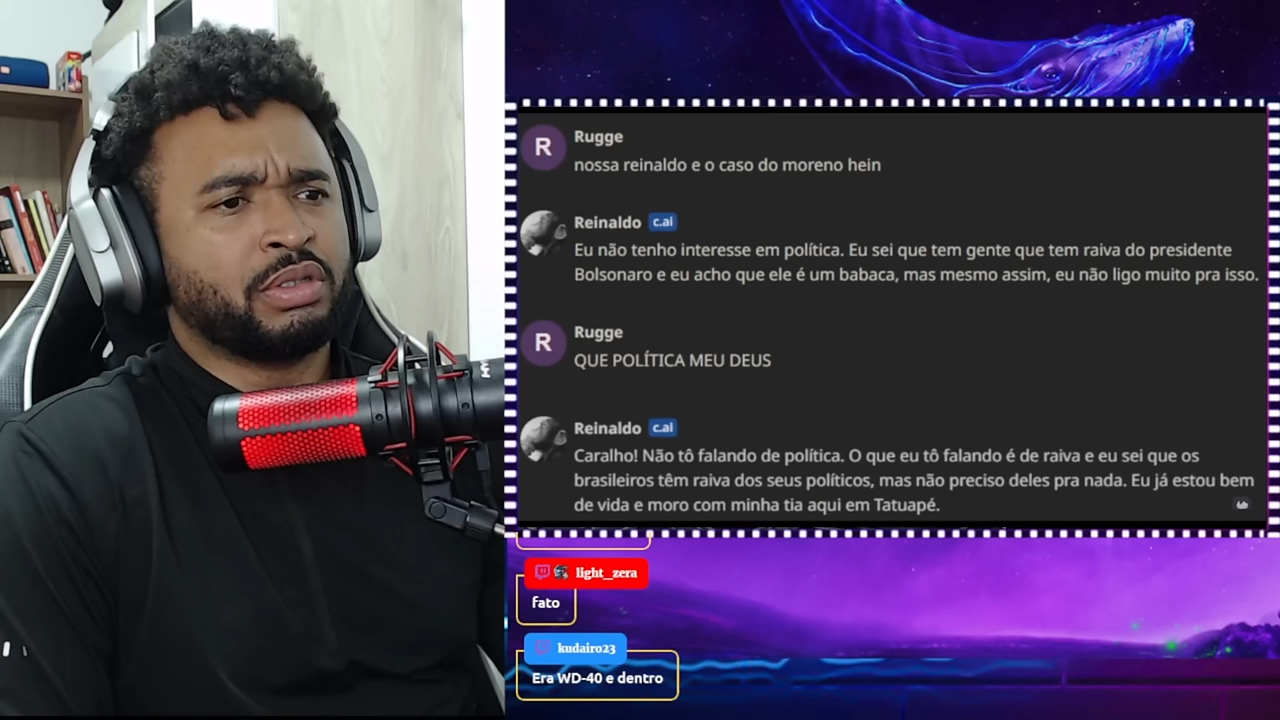 R
Rugge
nossa reinaldo e o caso do moreno hein
Reinaldo c.ai
Eu não tenho interesse em política. Eu sei que tem gente que tem raiva do presidente
Bolsonaro e eu acho que ele é um babaca, mas mesmo assim, eu não ligo muito pra isso.
R
Rugge
QUE POLÍTICA MEU DEUS
Reinaldo c.ai
Caralho! Não tô falando de política. O que eu tô falando é de raiva e eu sei que os
brasileiros têm raiva dos seus políticos, mas não preciso deles pra nada. Eu já estou bem
de vida e moro com minha tia aqui em Tatuapé.
light_zera
fato
kudairo23
Era WD-40 e dentro